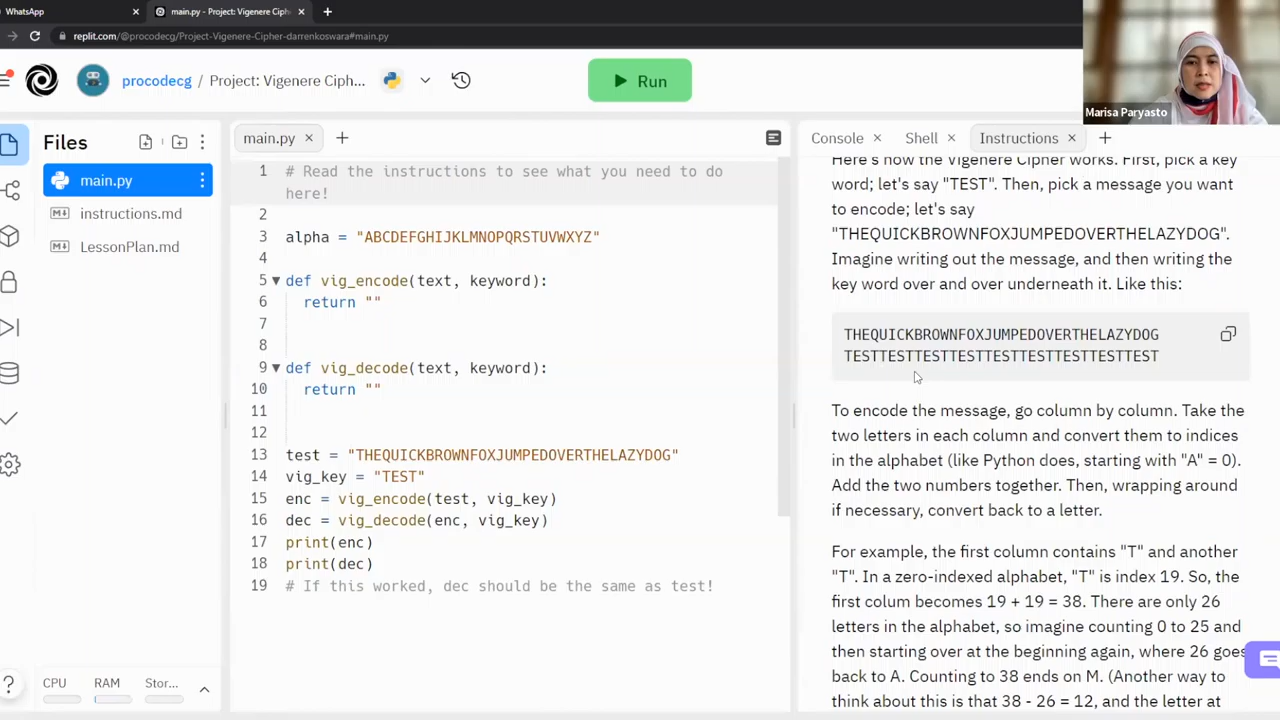 WhatsApp
main.py - Project: Vigenere Ciph
replit.com/@procodecg/Project-Vigenere-Cipher-darrenkoswara#main.py
procodecg / Project: Vigenere Ciph...
Run
Marisa Paryasto
Files
main.py
instructions.md
LessonPlan.md
CPU
RAM
Stor...
main.py
1 # Read the instructions to see what you need to do
here!
2
3 alpha = "ABCDEFGHIJKLMNOPQRSTUVWXYZ"
4
5 def vig_encode(text, keyword):
6 return ""
7
8
9 def vig_decode(text, keyword):
10 return ""
11
12
13 test = "THEQUICKBROWNFOXJUMPEDOVERTHELAZYDOG"
14 vig_key = "TEST"
15 enc = vig_encode(test, vig_key)
16 dec = vig_decode(enc, vig_key)
17 print(enc)
18 print(dec)
19 # If this worked, dec should be the same as test!
Console
Shell
Instructions
Here's how the Vigenere Cipher works. First, pick a key
word; let's say "TEST". Then, pick a message you want
to encode; let's say
"THEQUICKBROWNFOXJUMPEDOVERTHELAZYDOG".
Imagine writing out the message, and then writing the
key word over and over underneath it. Like this:
THEQUICKBROWNFOXJUMPEDOVERTHELAZYDOG
TESTTESTTESTTESTTESTTESTTESTTESTTEST
To encode the message, go column by column. Take the
two letters in each column and convert them to indices
in the alphabet (like Python does, starting with "A" = 0).
Add the two numbers together. Then, wrapping around
if necessary, convert back to a letter.
For example, the first column contains "T" and another
"T". In a zero-indexed alphabet, "T" is index 19. So, the
first colum becomes 19 + 19 = 38. There are only 26
letters in the alphabet, so imagine counting 0 to 25 and
then starting over at the beginning again, where 26 goes
back to A. Counting to 38 ends on M. (Another way to
think about this is that 38 - 26 = 12, and the letter at